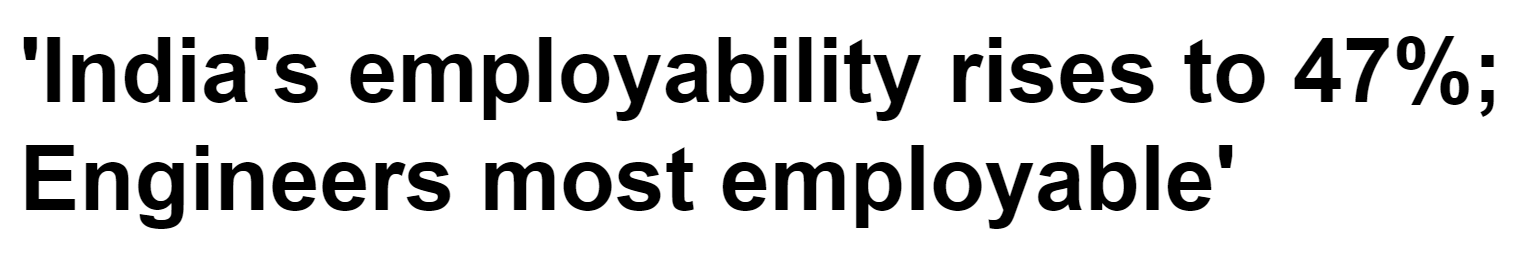 'India's employability rises to 47%;
Engineers most employable'